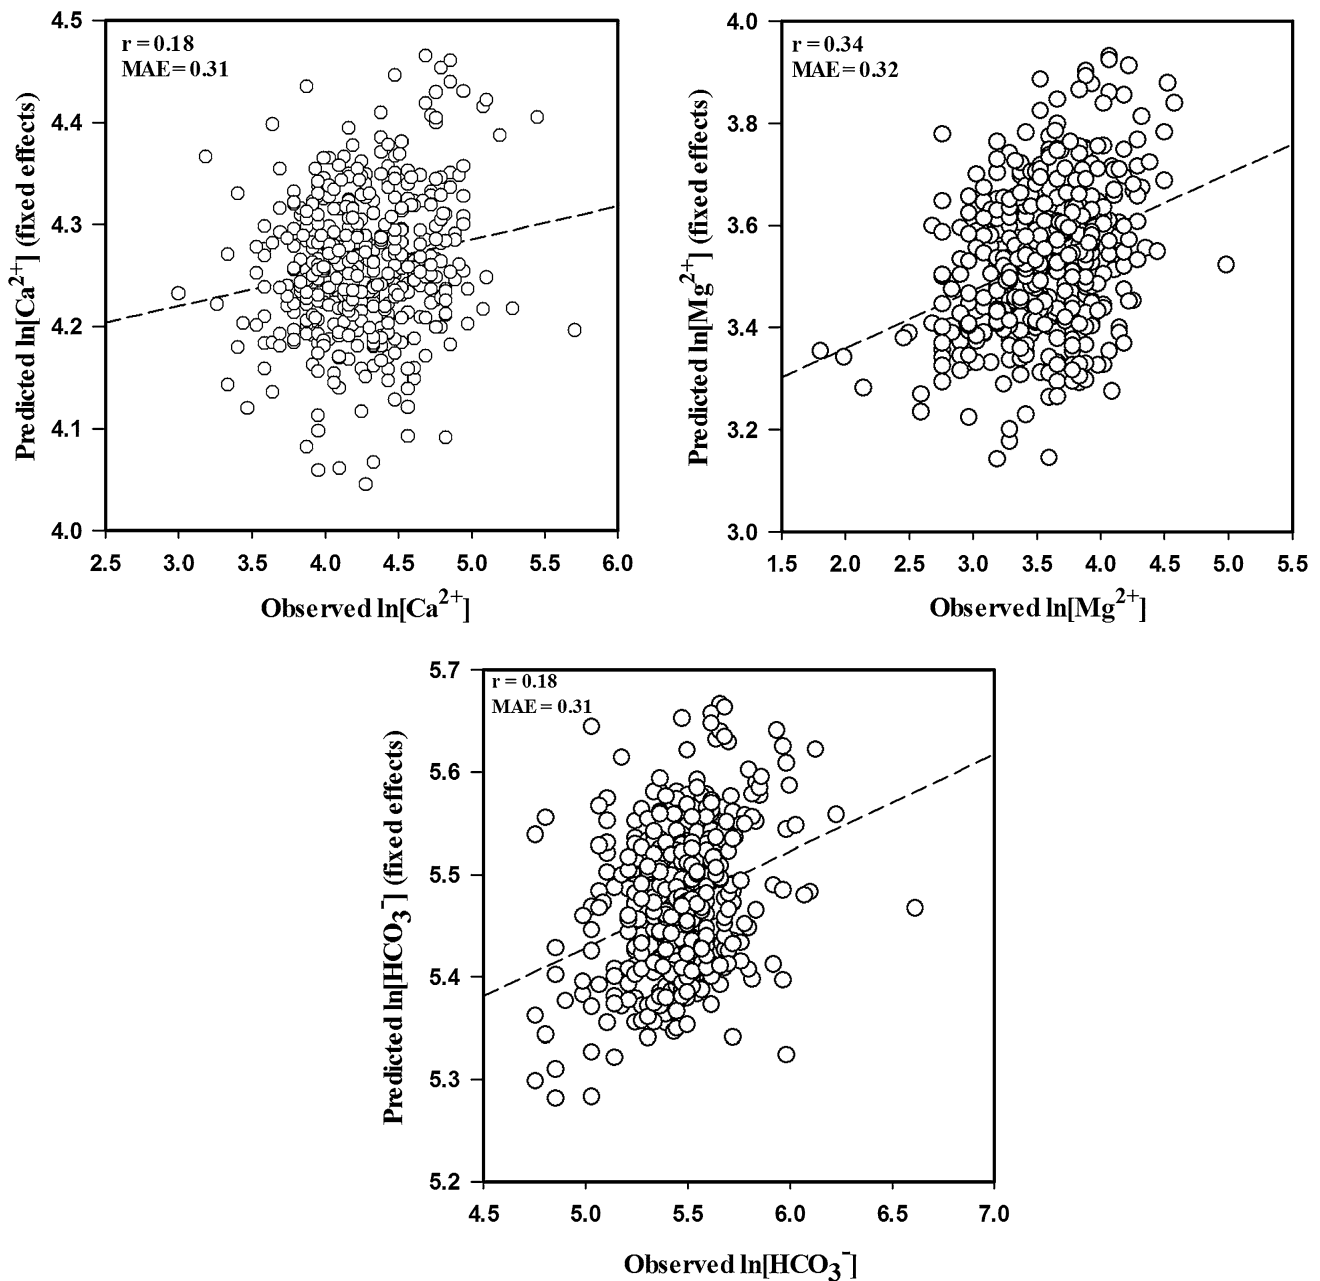 r = 0.18
MAE = 0.31
4.5
4.4
4.3
4.2
4.1
4.0
Predicted ln[Ca²⁺] (fixed effects)
2.5 3.0 3.5 4.0 4.5 5.0 5.5 6.0
Observed ln[Ca²⁺]
r = 0.34
MAE = 0.32
4.0
3.8
3.6
3.4
3.2
3.0
Predicted ln[Mg²⁺] (fixed effects)
1.5 2.0 2.5 3.0 3.5 4.0 4.5 5.0 5.5
Observed ln[Mg²⁺]
r = 0.18
MAE = 0.31
5.7
5.6
5.5
5.4
5.3
5.2
Predicted ln[HCO₃⁻] (fixed effects)
4.5 5.0 5.5 6.0 6.5 7.0
Observed ln[HCO₃⁻]